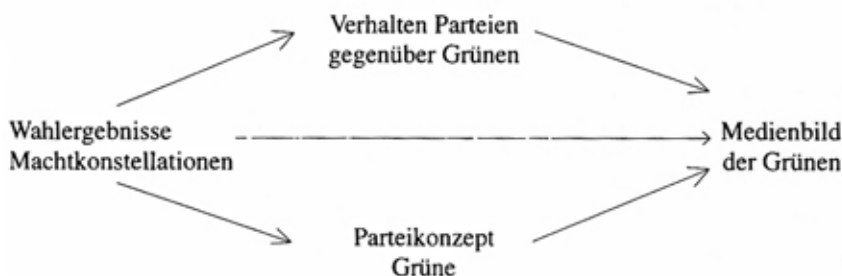 Verhalten Parteien
gegenüber Grünen
Wahlergebnisse
Machtkonstellationen
Medienbild
der Grünen
Parteikonzept
Grüne